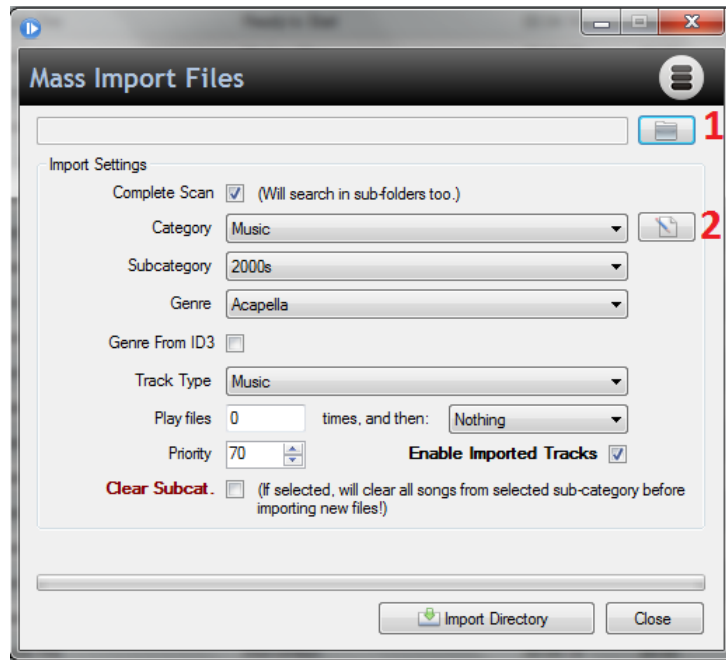 Mass Import Files
1
Import Settings
Complete Scan (Will search in sub-folders too.)
Category Music
2
Subcategory 2000s
Genre Acapella
Genre From ID3
Track Type Music
Play files 0 times, and then: Nothing
Priority 70 Enable Imported Tracks
Clear Subcat. (If selected, will clear all songs from selected sub-category before
importing new files!)
Import Directory Close